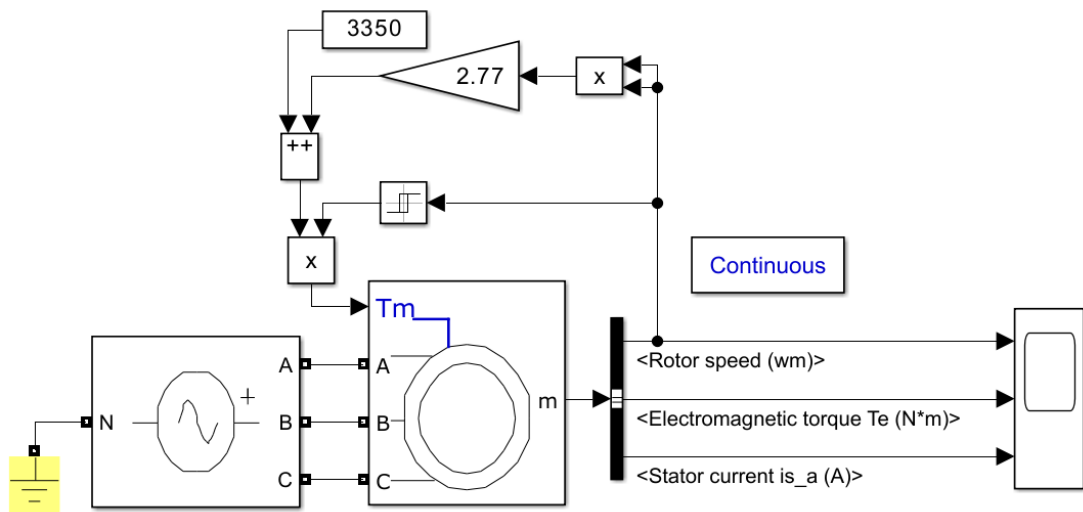 3350
2.77
x
++
x
Continuous
Tm
<Rotor speed (wm)>
A
A
m
<Electromagnetic torque Te (N*m)>
N
+
B
B
C
C
<Stator current is_a (A)>